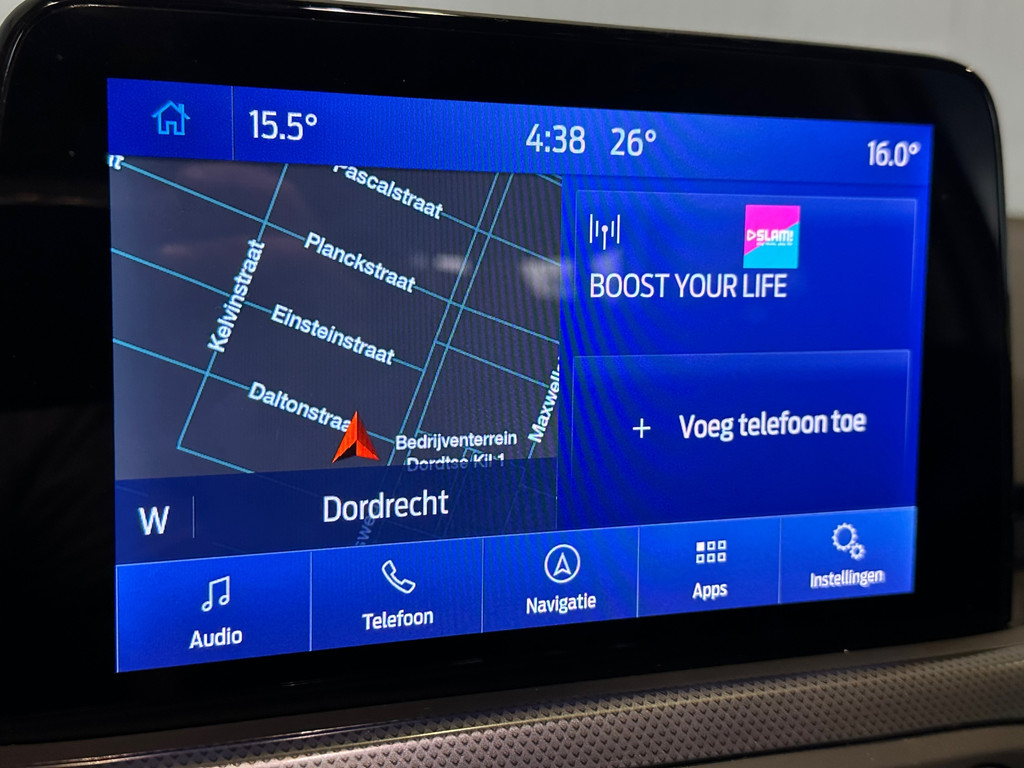 15.5°
4:38 26°
16.0°
Pascalstraat
Planckstraat
Kelvinstraat
Einsteinstraat
Daltonstraa
Maxwell
Bedrijventerrein
Dordtse Kil 1
W
Dordrecht
SLAM!
BOOST YOUR LIFE
+ Voeg telefoon toe
Audio
Telefoon
Navigatie
Apps
Instellingen